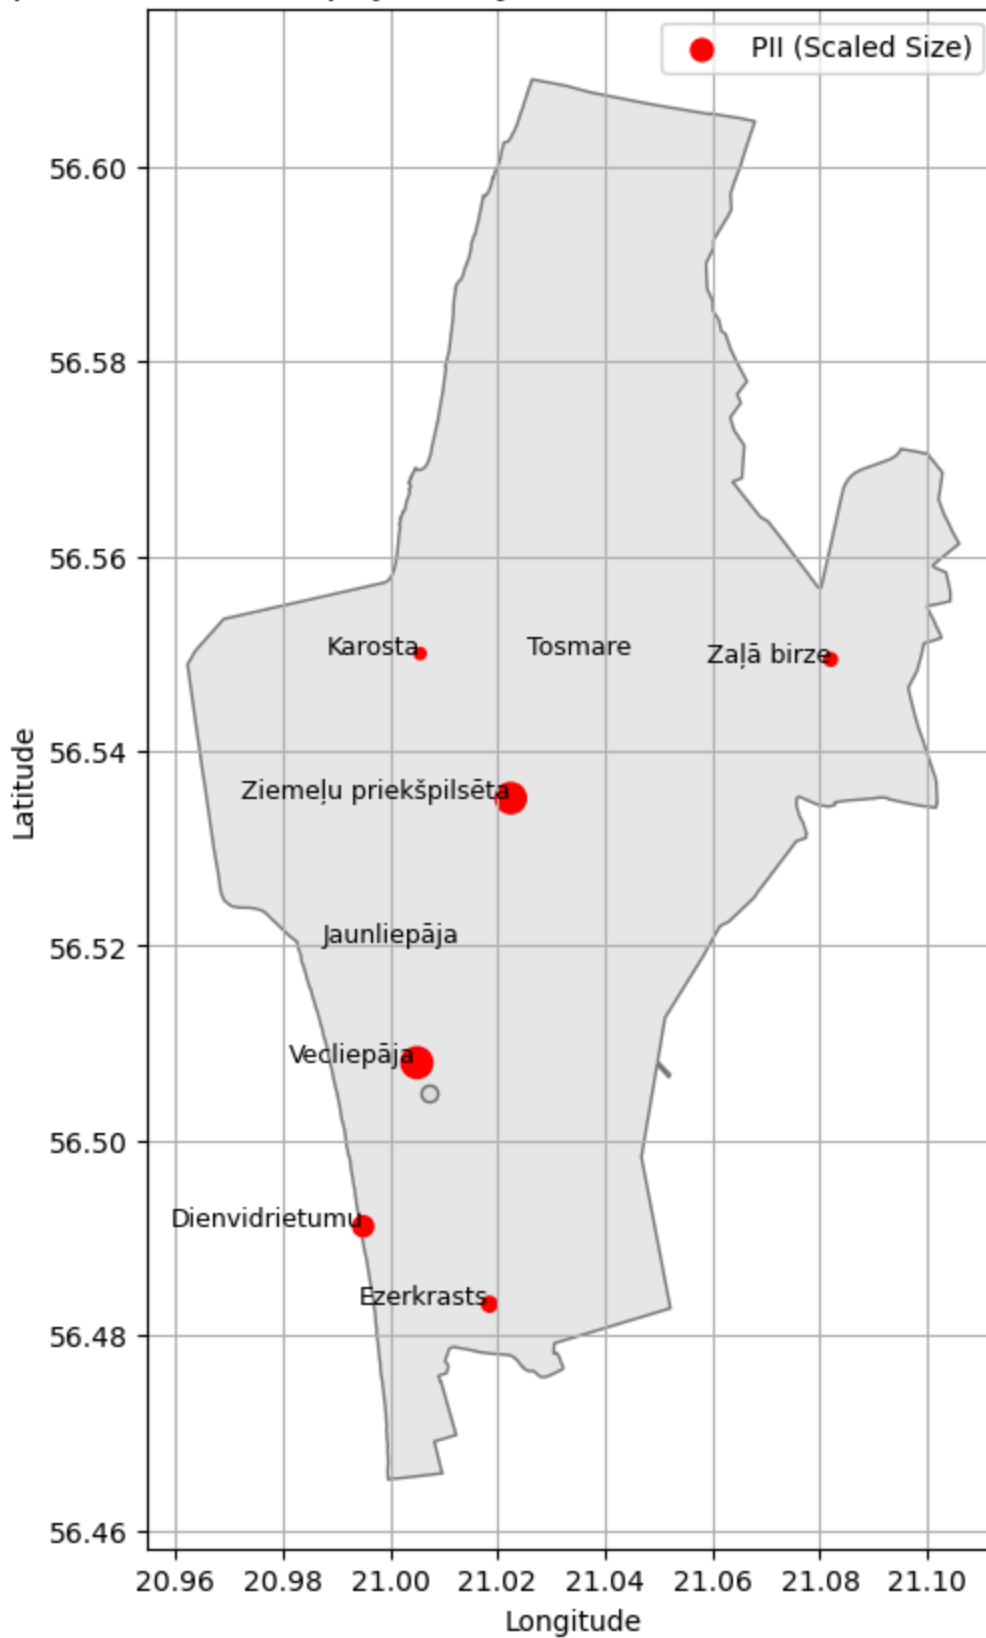 PII (Scaled Size)
56.60
56.58
56.56
Karosta
Tosmare
Zaļā birze
56.54
Ziemeļu priekšpilsēta
Jaunliepāja
56.52
Vecliepāja
56.50
Dienvidrietumu
Ezerkrasts
56.48
56.46
Latitude
20.96 20.98 21.00 21.02 21.04 21.06 21.08 21.10
Longitude